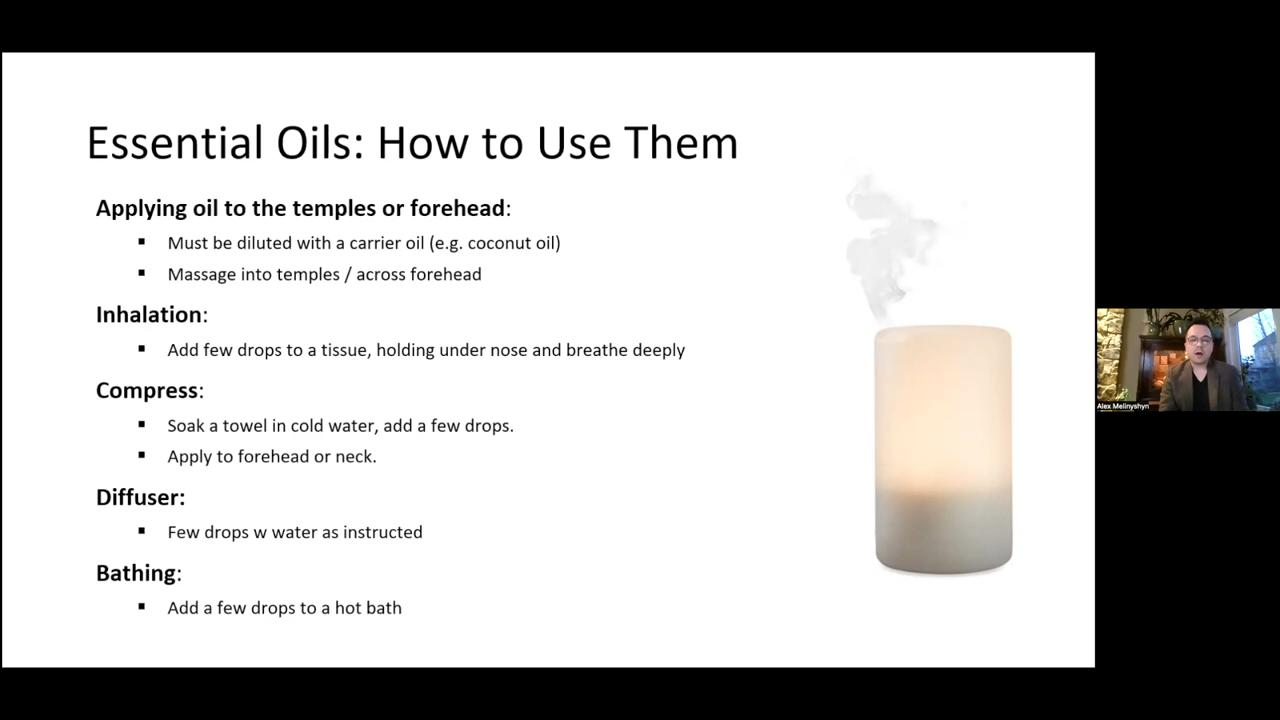 Essential Oils: How to Use Them
Applying oil to the temples or forehead:
▪ Must be diluted with a carrier oil (e.g. coconut oil)
▪ Massage into temples / across forehead
Inhalation:
▪ Add few drops to a tissue, holding under nose and breathe deeply
Compress:
▪ Soak a towel in cold water, add a few drops.
▪ Apply to forehead or neck.
Diffuser:
▪ Few drops w water as instructed
Bathing:
▪ Add a few drops to a hot bath
Alex Melinyshyn